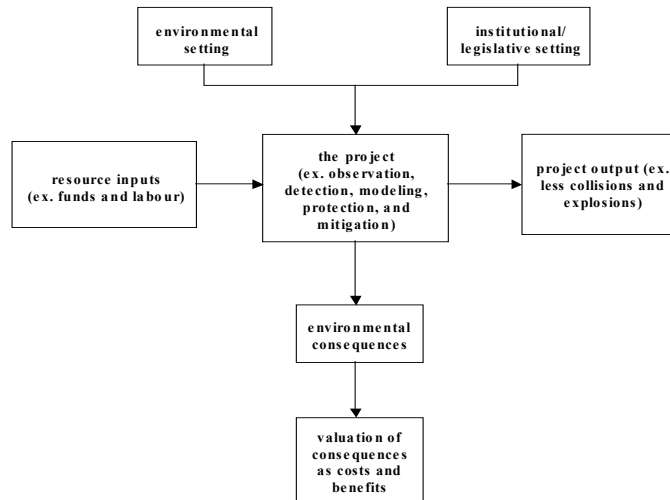 environmental
setting
institutional/
legislative setting
resource inputs
(ex. funds and labour)
the project
(ex. observation,
detection, modeling,
protection, and
mitigation)
project output (ex.
less collisions and
explosions)
environmental
consequences
valuation of
consequences
as costs and
benefits